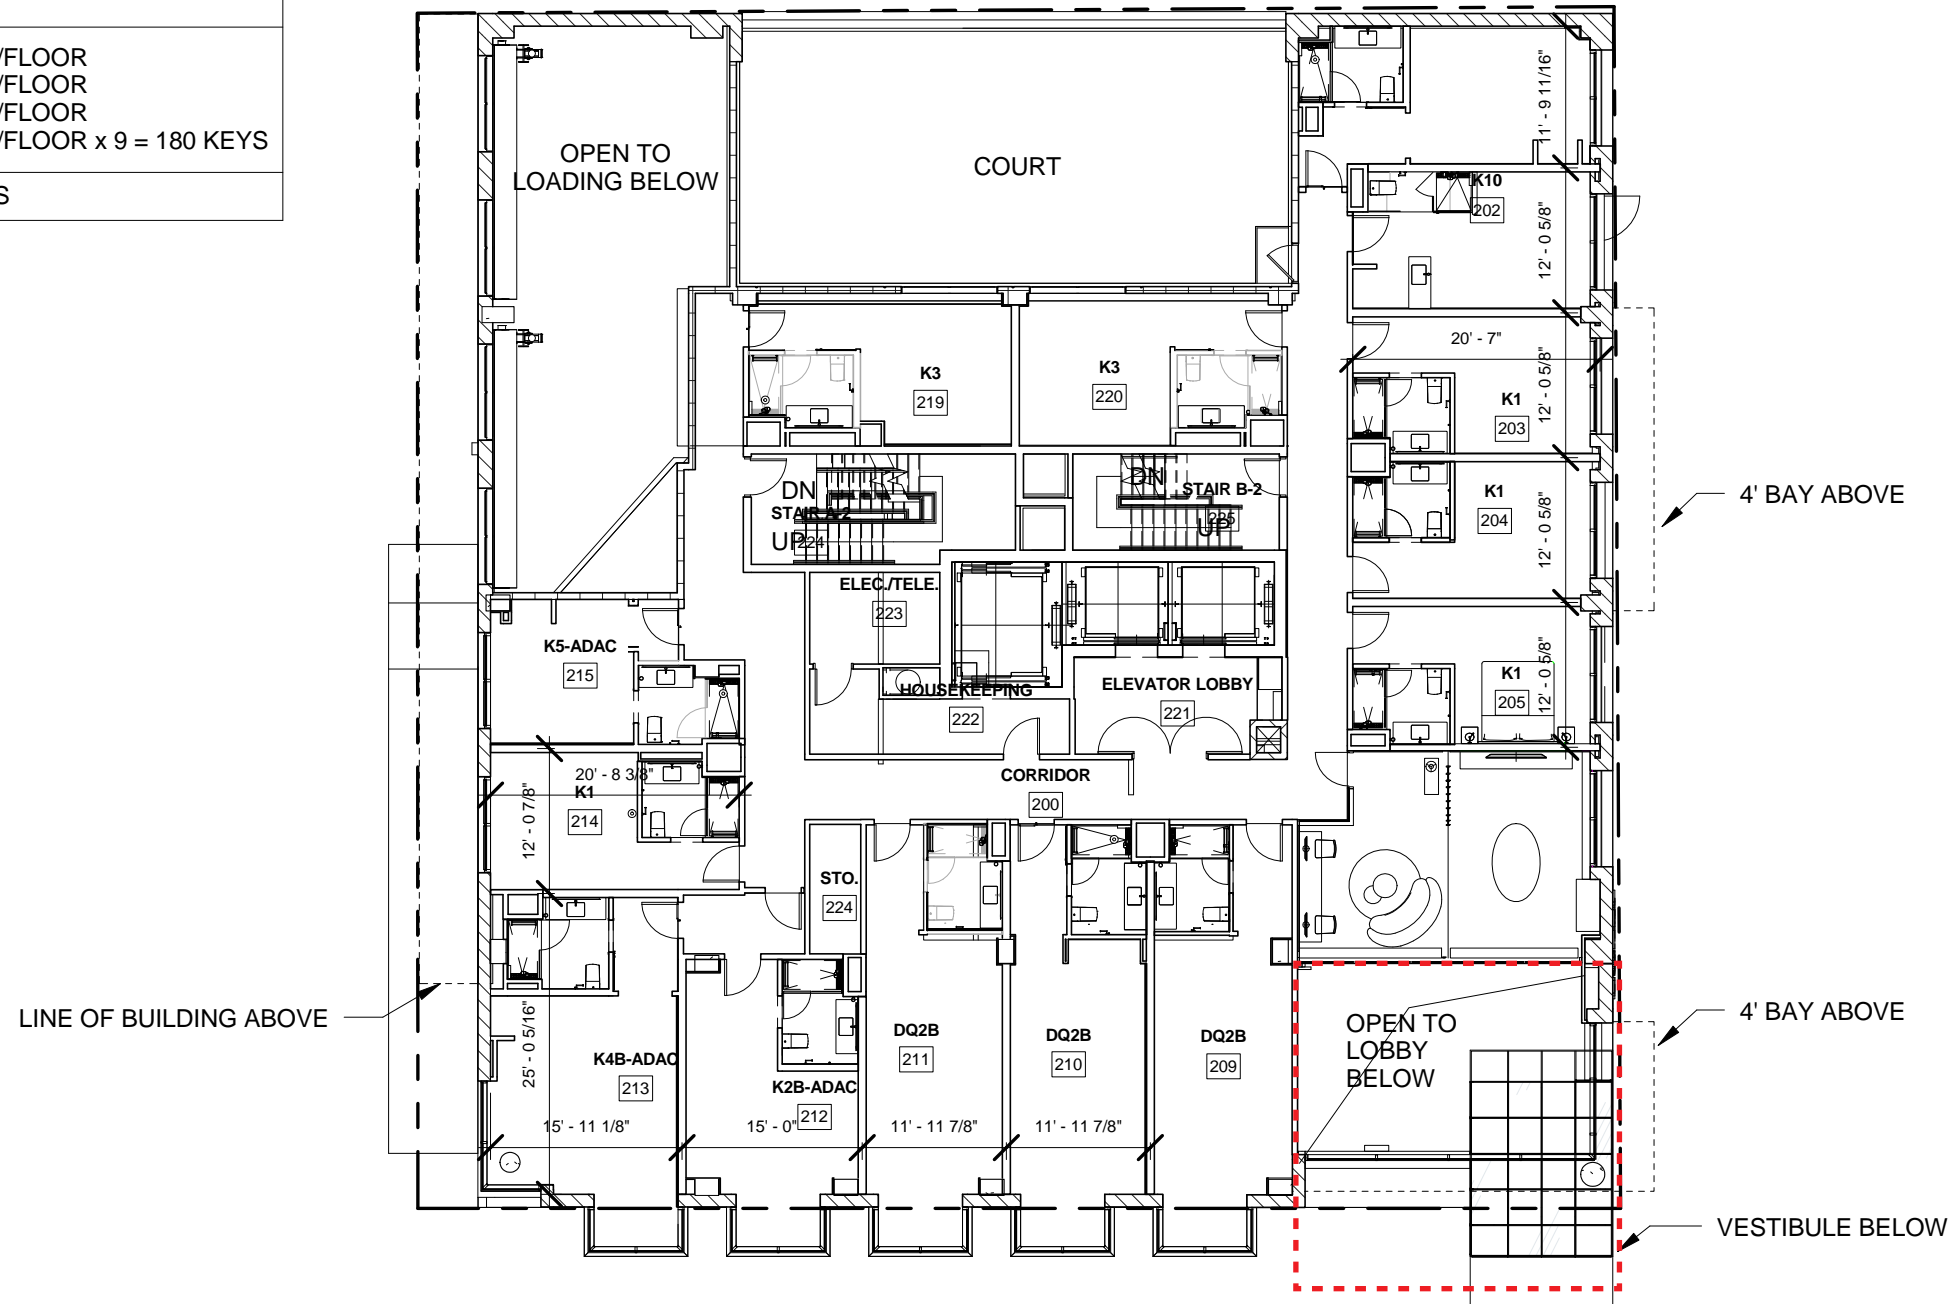 /FLOOR
/FLOOR
/FLOOR
/FLOOR x 9 = 180 KEYS
S
OPEN TO
LOADING BELOW
COURT
11' - 9 11/16"
K10
202
12' - 0 5/8"
20' - 7"
K3
219
K3
220
K1
203
12' - 0 5/8"
4' BAY ABOVE
K1
204
12' - 0 5/8"
DN
STAIR A-2
UP
224
DN
STAIR B-2
225
UP
ELEC./TELE.
223
K5-ADAC
215
HOUSEKEEPING
222
ELEVATOR LOBBY
221
K1
205
12' - 0 5/8"
20' - 8 3/8"
K1
214
12' - 0 7/8"
CORRIDOR
200
STO.
224
LINE OF BUILDING ABOVE
25' - 0 5/16"
K4B-ADAC
213
15' - 11 1/8"
K2B-ADAC
212
15' - 0"
DQ2B
211
11' - 11 7/8"
DQ2B
210
11' - 11 7/8"
DQ2B
209
OPEN TO
LOBBY
BELOW
4' BAY ABOVE
VESTIBULE BELOW